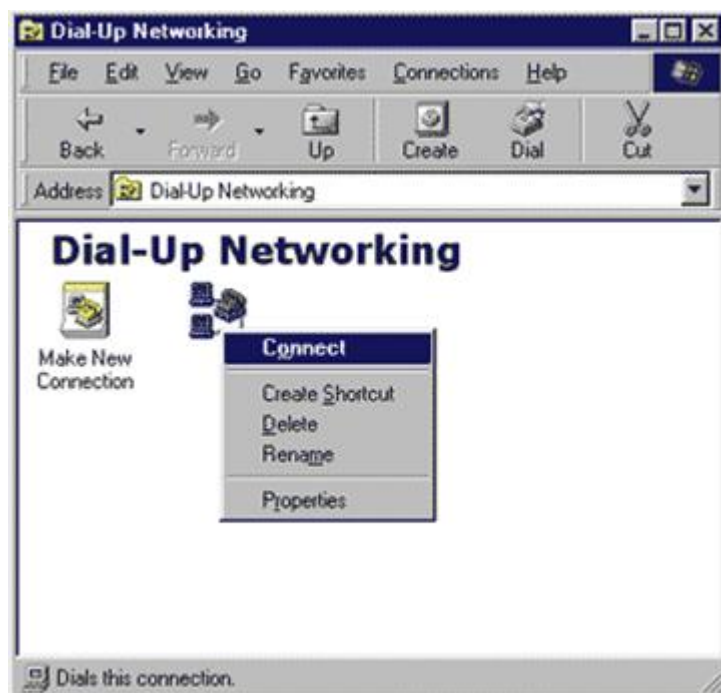 Dial-Up Networking
File Edit View Go Favorites Connections Help
Back Forward Up Create Dial Cut
Address Dial-Up Networking
Dial-Up Networking
Make New
Connection
Connect
Create Shortcut
Delete
Rename
Properties
Dials this connection.